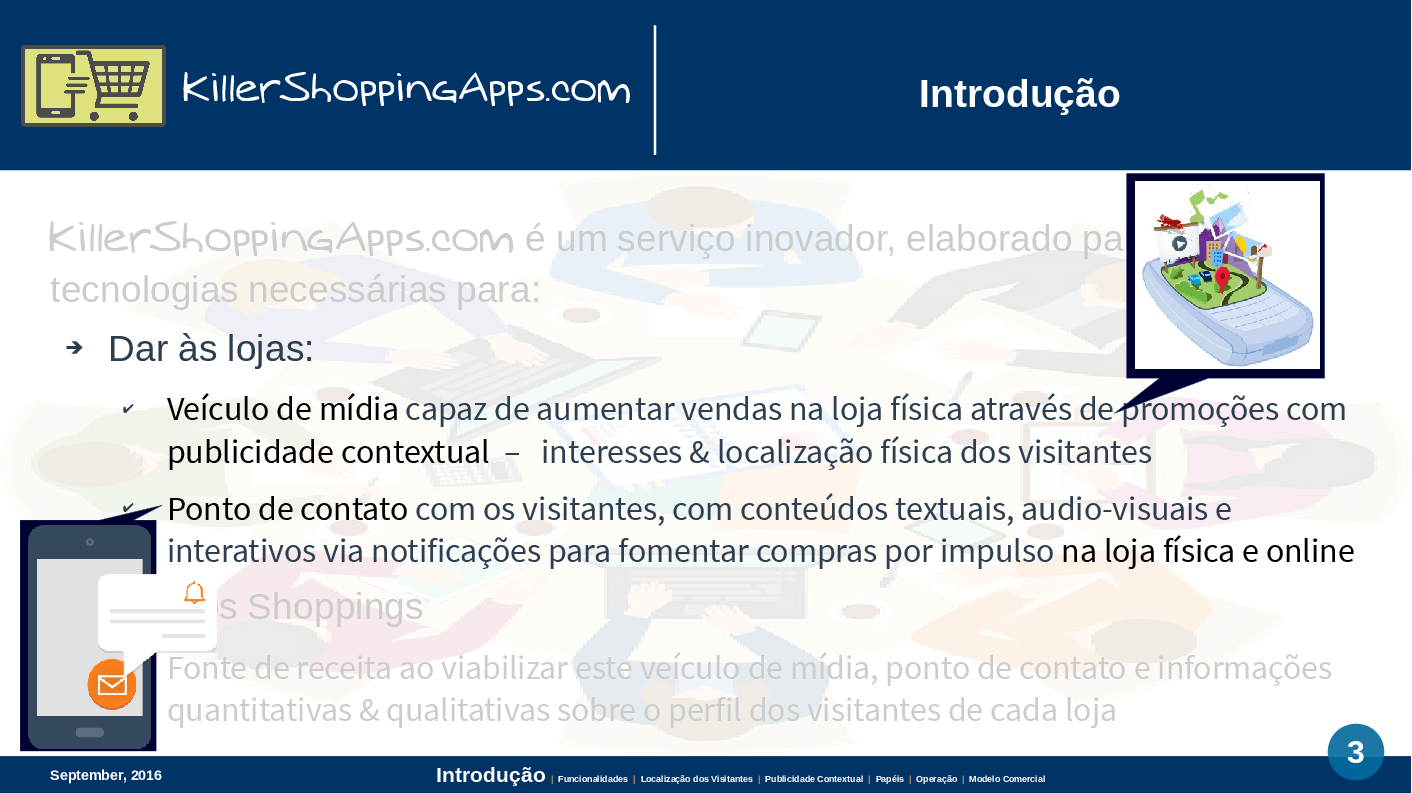 KillerShoppingApps.com
Introdução
KillerShoppingApps.com é um serviço inovador, elaborado
tecnologias necessárias para:
Dar às lojas:
Veículo de mídia capaz de aumentar vendas na loja física através de promoções com
publicidade contextual – interesses & localização física dos visitantes
Ponto de contato com os visitantes, com conteúdos textuais, audio-visuais e
interativos via notificações para fomentar compras por impulso na loja física e online
Shoppings
Fonte de receita ao viabilizar este veículo de mídia, ponto de contato e informações
quantitativas & qualitativas sobre o perfil dos visitantes de cada loja
3
September, 2016
Introdução | Funcionalidades | Localização dos Visitantes | Publicidade Contextual | Papéis | Operação | Modelo Comercial